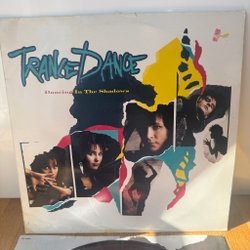 TRANCE DANCE
Dancing In The Shadows